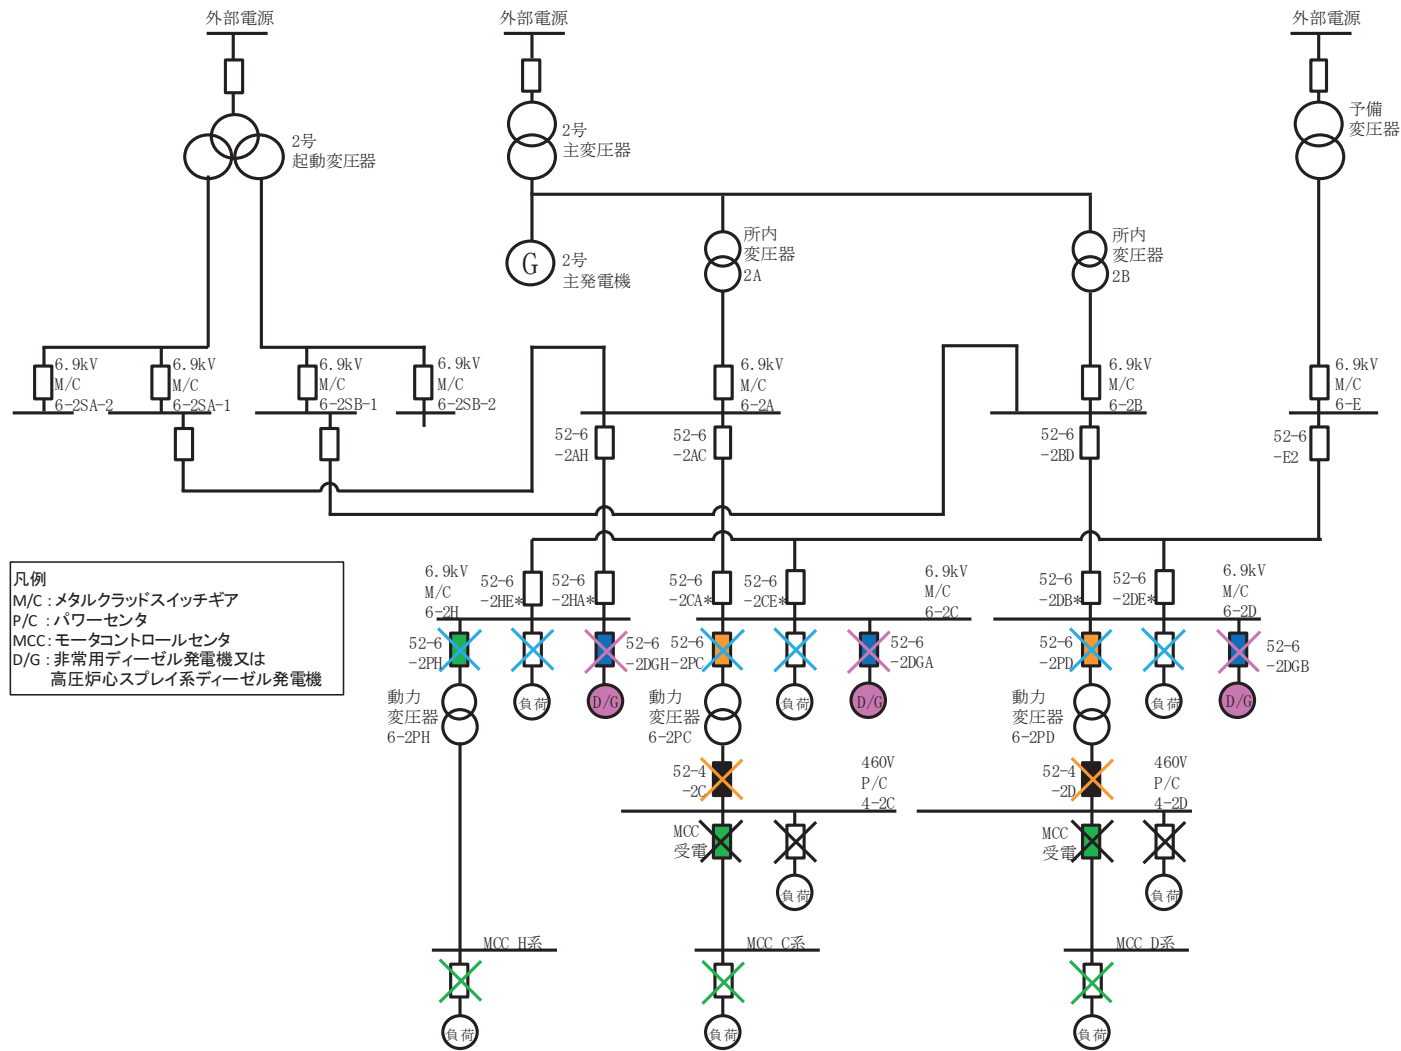 外部電源
外部電源
外部電源
2号
起動変圧器
2号
主変圧器
予備
変圧器
G
2号
主発電機
所内
変圧器
2A
所内
変圧器
2B
6.9kV
M/C
6-2SA-2
6.9kV
M/C
6-2SA-1
6.9kV
M/C
6-2SB-1
6.9kV
M/C
6-2SB-2
6.9kV
M/C
6-2A
6.9kV
M/C
6-2B
6.9kV
M/C
6-E
52-6
-2AH
52-6
-2AC
52-6
-2BD
52-6
-E2
凡例
M/C：メタルクラッドスイッチギア
P/C：パワーセンタ
MCC：モータコントロールセンタ
D/G：非常用ディーゼル発電機又は
高圧炉心スプレイ系ディーゼル発電機
6.9kV
M/C
6-2H
52-6
-2HE*
52-6
-2HA*
52-6
-2CA*
52-6
-2CE*
6.9kV
M/C
6-2C
52-6
-2DB*
52-6
-2DE*
6.9kV
M/C
6-2D
52-6
-2PH
52-6
-2DGH
52-6
-2PC
52-6
-2DGA
52-6
-2PD
52-6
-2DGB
動力
変圧器
6-2PH
負荷
D/G
動力
変圧器
6-2PC
負荷
D/G
動力
変圧器
6-2PD
負荷
D/G
52-4
-2C
460V
P/C
4-2C
52-4
-2D
460V
P/C
4-2D
MCC
受電
負荷
MCC
受電
負荷
MCC H系
MCC C系
MCC D系
負荷
負荷
負荷